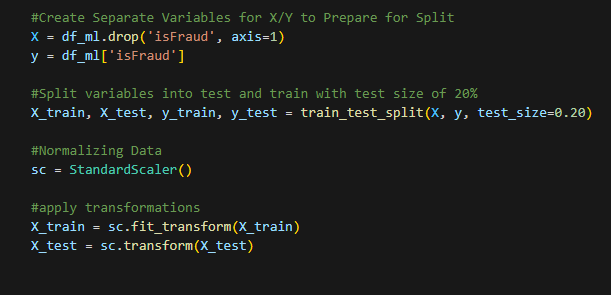 #Create Separate Variables for X/Y to Prepare for Split
X = df_ml.drop('isFraud', axis=1)
y = df_ml['isFraud']
#Split variables into test and train with test size of 20%
X_train, X_test, y_train, y_test = train_test_split(X, y, test_size=0.20)
#Normalizing Data
sc = StandardScaler()
#apply transformations
X_train = sc.fit_transform(X_train)
X_test = sc.transform(X_test)